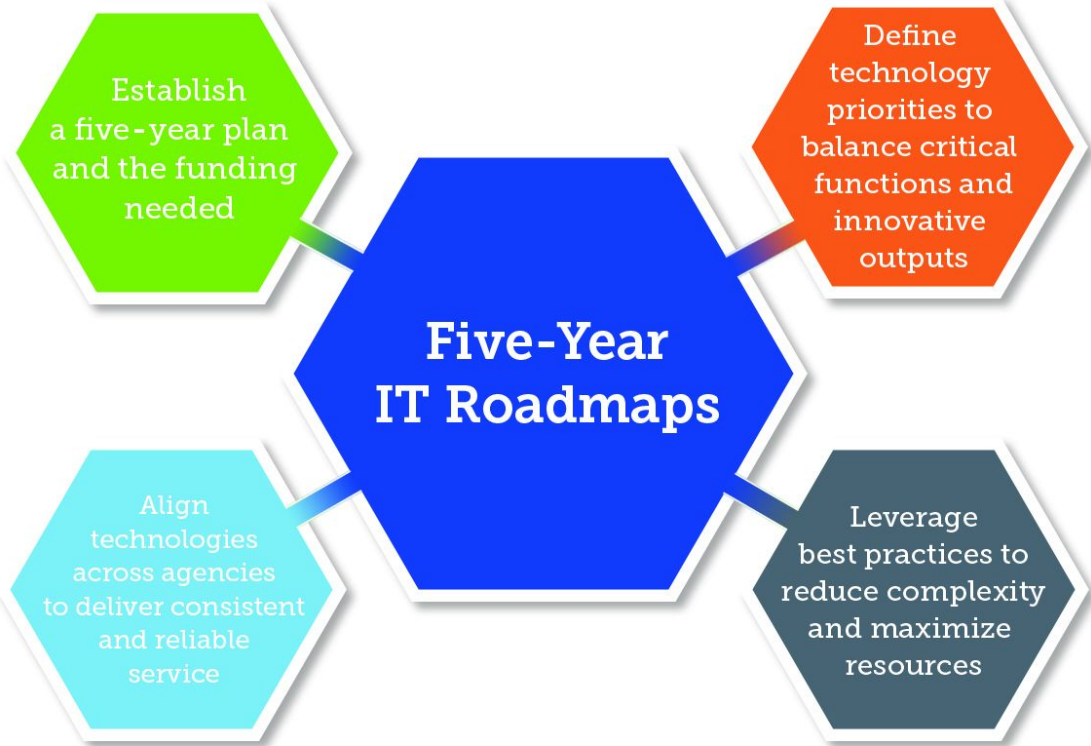 Establish
a five-year plan
and the funding
needed
Define
technology
priorities to
balance critical
functions and
innovative
outputs
Five-Year
IT Roadmaps
Align
technologies
across agencies
to deliver consistent
and reliable
service
Leverage
best practices to
reduce complexity
and maximize
resources